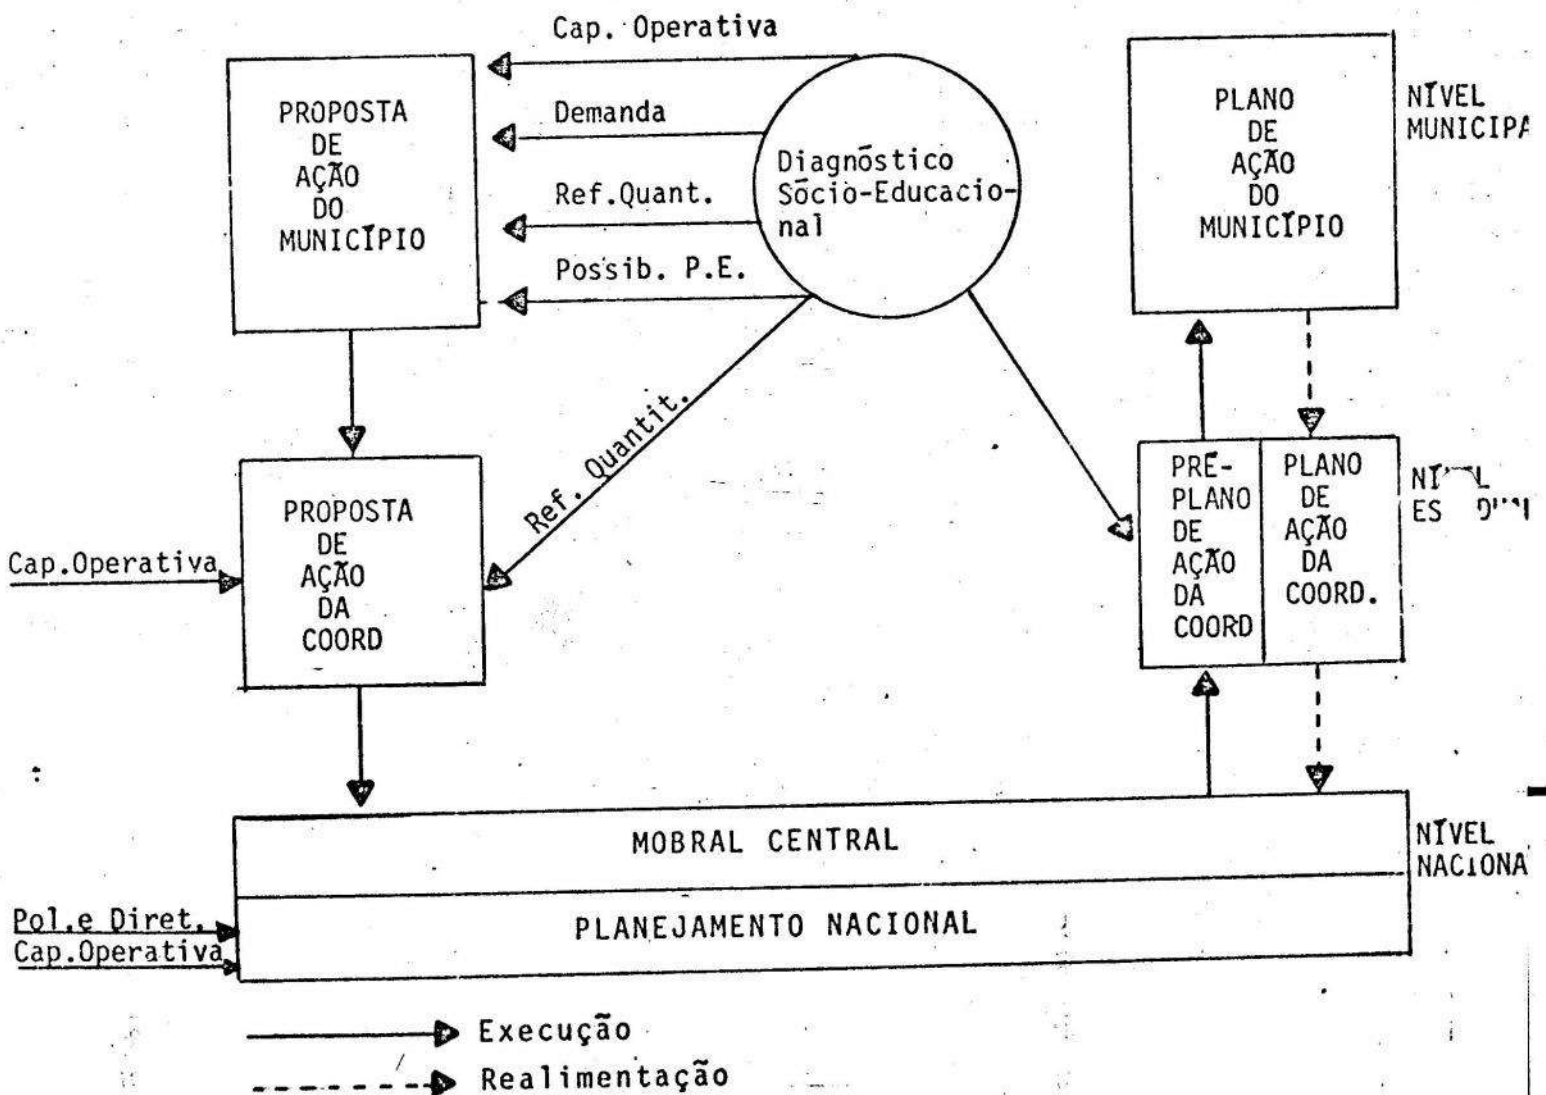 Cap. Operativa
PROPOSTA
DE
AÇÃO
DO
MUNICÍPIO
Demanda
Ref.Quant.
Possib. P.E.
Diagnóstico
Sócio-Educacio-
nal
PLANO
DE
AÇÃO
DO
MUNICÍPIO
NÍVEL
MUNICIPA
Ref. Quantit.
PROPOSTA
DE
AÇÃO
DA
COORD
Cap.Operativa
PRÉ-
PLANO
DE
AÇÃO
DA
COORD
PLANO
DE
AÇÃO
DA
COORD.
MOBRAL CENTRAL
NÍVEL
NACIONA
PLANEJAMENTO NACIONAL
Pol.e Diret.
Cap.Operativa
Execução
Realimentação